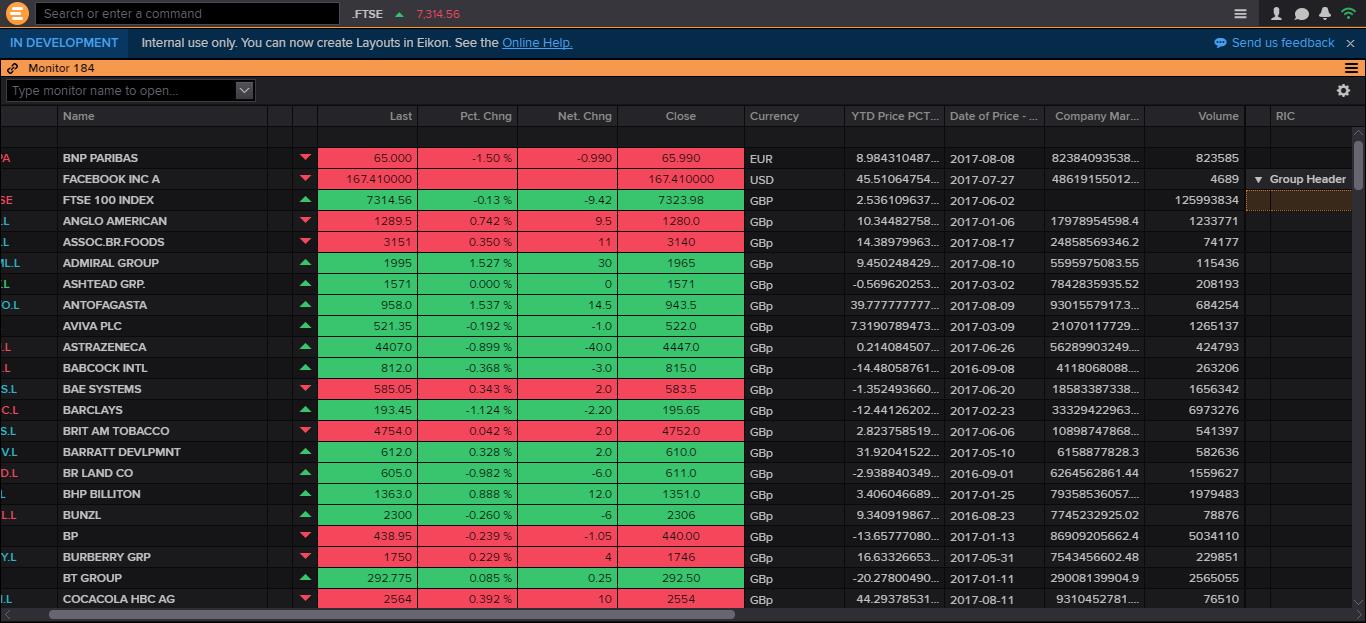 Search or enter a command .FTSE 7,314.56
IN DEVELOPMENT Internal use only. You can now create Layouts in Eikon. See the Online Help. Send us feedback
Monitor 184
Type monitor name to open...
Name Last Pct. Chng Net. Chng Close Currency YTD Price PCT... Date of Price - ... Company Mar... Volume RIC
PA BNP PARIBAS 65.000 -1.50 % -0.990 65.990 EUR 8.984310487... 2017-08-08 82384093538... 823585
FACEBOOK INC A 167.410000 167.410000 USD 45.51064754... 2017-07-27 48619155012... 4689 Group Header
SE FTSE 100 INDEX 7314.56 -0.13 % -9.42 7323.98 GBP 2.536109637... 2017-06-02 125993834
.L ANGLO AMERICAN 1289.5 0.742 % 9.5 1280.0 GBp 10.34482758... 2017-01-06 17978954598.4 1233771
.L ASSOC.BR.FOODS 3151 0.350 % 11 3140 GBp 14.38979963... 2017-08-17 24858569346.2 74177
ML.L ADMIRAL GROUP 1995 1.527 % 30 1965 GBp 9.450248429... 2017-08-10 5595975083.55 115436
.L ASHTEAD GRP. 1571 0.000 % 0 1571 GBp -0.569620253... 2017-03-02 7842835935.52 208193
O.L ANTOFAGASTA 958.0 1.537 % 14.5 943.5 GBp 39.777777777... 2017-08-09 9301557917.3... 684254
AVIVA PLC 521.35 -0.192 % -1.0 522.0 GBp 7.3190789473... 2017-03-09 21070117729... 1265137
.L ASTRAZENECA 4407.0 -0.899 % -40.0 4447.0 GBp 0.214084507... 2017-06-26 56289903249.... 424793
.L BABCOCK INTL 812.0 -0.368 % -3.0 815.0 GBp -14.48058761... 2016-09-08 4118068088.... 263206
S.L BAE SYSTEMS 585.05 0.343 % 2.0 583.5 GBp -1.352493660... 2017-06-20 18583387338... 1656342
C.L BARCLAYS 193.45 -1.124 % -2.20 195.65 GBp -12.44126202... 2017-02-23 33329422963... 6973276
S.L BRIT AM TOBACCO 4754.0 0.042 % 2.0 4752.0 GBp 2.823758519... 2017-06-06 10898747868... 541397
V.L BARRATT DEVLPMNT 612.0 0.328 % 2.0 610.0 GBp 31.92041522... 2017-05-10 6158877828.3 582636
D.L BR LAND CO 605.0 -0.982 % -6.0 611.0 GBp -2.938840349... 2016-09-01 6264562861.44 1559627
L BHP BILLITON 1363.0 0.888 % 12.0 1351.0 GBp 3.406046689... 2017-01-25 79358536057.... 1979483
L.L BUNZL 2300 -0.260 % -6 2306 GBp 9.340919867... 2016-08-23 7745232925.02 78876
BP 438.95 -0.239 % -1.05 440.00 GBp -13.65777080... 2017-01-13 86909205662.4 5034110
Y.L BURBERRY GRP 1750 0.229 % 4 1746 GBp 16.63326653... 2017-05-31 7543456602.48 229851
BT GROUP 292.775 0.085 % 0.25 292.50 GBp -20.27800490... 2017-01-11 29008139904.9 2565055
.L COCACOLA HBC AG 2564 0.392 % 10 2554 GBp 44.29378531... 2017-08-11 9310452781.... 76510